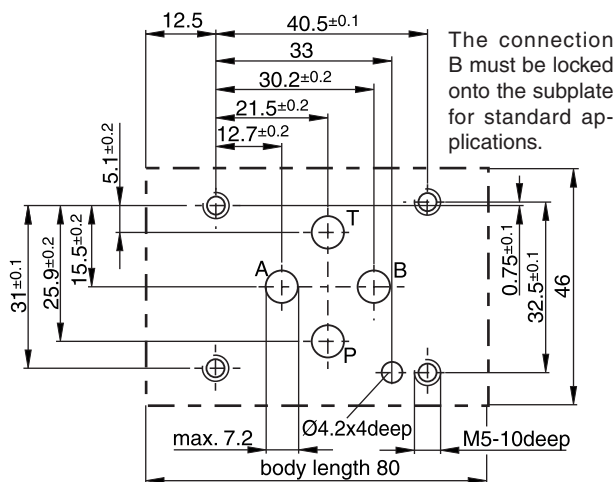 12.5
40.5±0.1
33
30.2±0.2
21.5±0.2
12.7±0.2
The connection
B must be locked
onto the subplate
for standard ap-
plications.
5.1±0.2
15.5±0.2
25.9±0.2
31±0.1
T
A
B
P
0.75±0.1
32.5±0.1
46
Ø4.2x4deep
max. 7.2
M5-10deep
body length 80